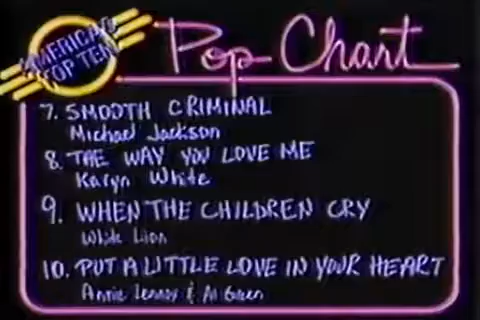 AMERICA'S
TOP TEN
Pop Chart
7. SMOOTH CRIMINAL
Michael Jackson
8. THE WAY YOU LOVE ME
Karyn White
9. WHEN THE CHILDREN CRY
White Lion
10. PUT A LITTLE LOVE IN YOUR HEART
Annie Lennox & Al Green